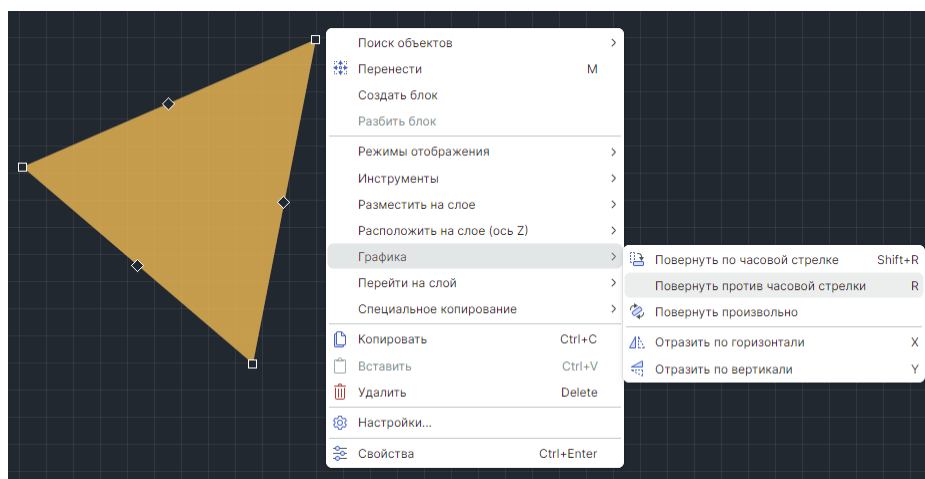 Поиск объектов
Перенести M
Создать блок
Разбить блок
Режимы отображения
Инструменты
Разместить на слое
Расположить на слое (ось Z)
Графика
Перейти на слой
Специальное копирование
Копировать Ctrl+C
Вставить Ctrl+V
Удалить Delete
Настройки...
Свойства Ctrl+Enter
Повернуть по часовой стрелке Shift+R
Повернуть против часовой стрелки R
Повернуть произвольно
Отразить по горизонтали X
Отразить по вертикали Y